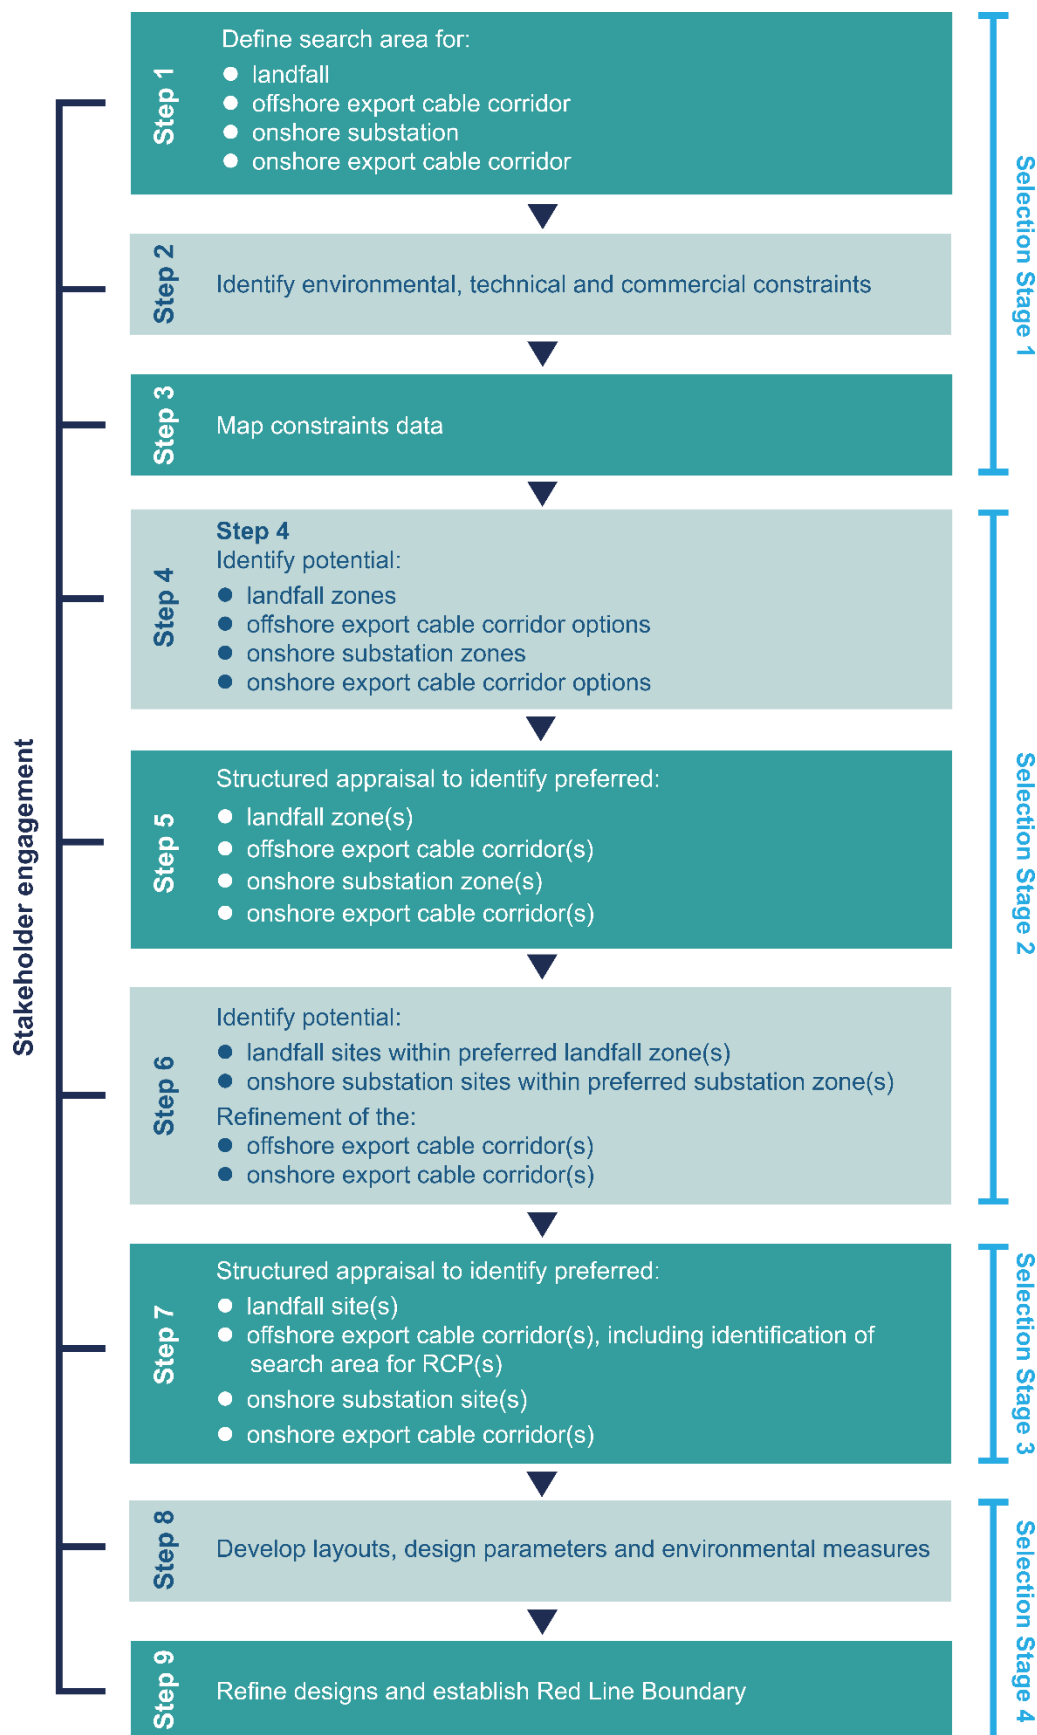 Stakeholder engagement
Selection Stage 1
Step 1
Define search area for:
● landfall
● offshore export cable corridor
● onshore substation
● onshore export cable corridor
Step 2
Identify environmental, technical and commercial constraints
Step 3
Map constraints data
Selection Stage 2
Step 4
Step 4
Identify potential:
● landfall zones
● offshore export cable corridor options
● onshore substation zones
● onshore export cable corridor options
Step 5
Structured appraisal to identify preferred:
● landfall zone(s)
● offshore export cable corridor(s)
● onshore substation zone(s)
● onshore export cable corridor(s)
Step 6
Identify potential:
● landfall sites within preferred landfall zone(s)
● onshore substation sites within preferred substation zone(s)
Refinement of the:
● offshore export cable corridor(s)
● onshore export cable corridor(s)
Selection Stage 3
Step 7
Structured appraisal to identify preferred:
● landfall site(s)
● offshore export cable corridor(s), including identification of
search area for RCP(s)
● onshore substation site(s)
● onshore export cable corridor(s)
Selection Stage 4
Step 8
Develop layouts, design parameters and environmental measures
Step 9
Refine designs and establish Red Line Boundary